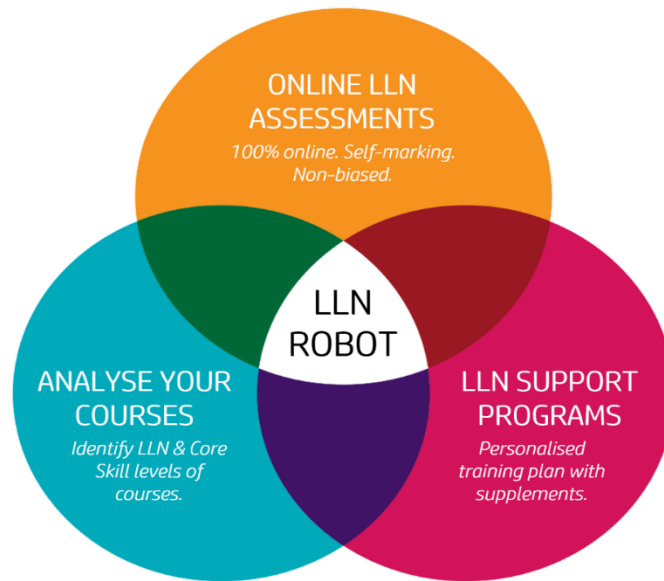 ONLINE LLN
ASSESSMENTS
100% online. Self-marking.
Non-biased.
LLN
ROBOT
ANALYSE YOUR
COURSES
Identify LLN & Core
Skill levels of
courses.
LLN SUPPORT
PROGRAMS
Personalised
training plan with
supplements.